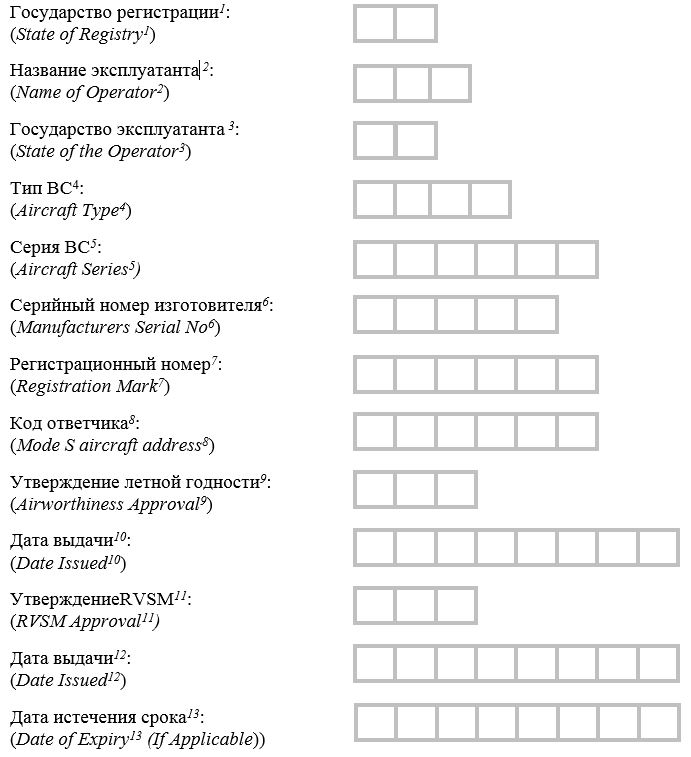 Государство регистрации¹:
(State of Registry¹)
Название эксплуатанта²:
(Name of Operator²)
Государство эксплуатанта ³:
(State of the Operator³)
Тип ВС⁴:
(Aircraft Type⁴)
Серия ВС⁵:
(Aircraft Series⁵)
Серийный номер изготовителя⁶:
(Manufacturers Serial No⁶)
Регистрационный номер⁷:
(Registration Mark⁷)
Код ответчика⁸:
(Mode S aircraft address⁸)
Утверждение летной годности⁹:
(Airworthiness Approval⁹)
Дата выдачи¹⁰:
(Date Issued¹⁰)
УтверждениеRVSM¹¹:
(RVSM Approval¹¹)
Дата выдачи¹²:
(Date Issued¹²)
Дата истечения срока¹³:
(Date of Expiry¹³ (If Applicable))